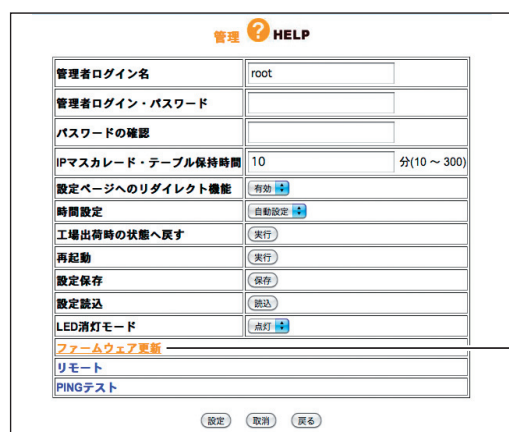 管理 ? HELP
管理者ログイン名 root
管理者ログイン・パスワード
パスワードの確認
IPマスカレード・テーブル保持時間 10 分(10 ～ 300)
設定ページへのリダイレクト機能 有効
時間設定 自動設定
工場出荷時の状態へ戻す 実行
再起動 実行
設定保存 保存
設定読込 読込
LED消灯モード 点灯
ファームウェア更新
リモート
PINGテスト
設定 取消 戻る